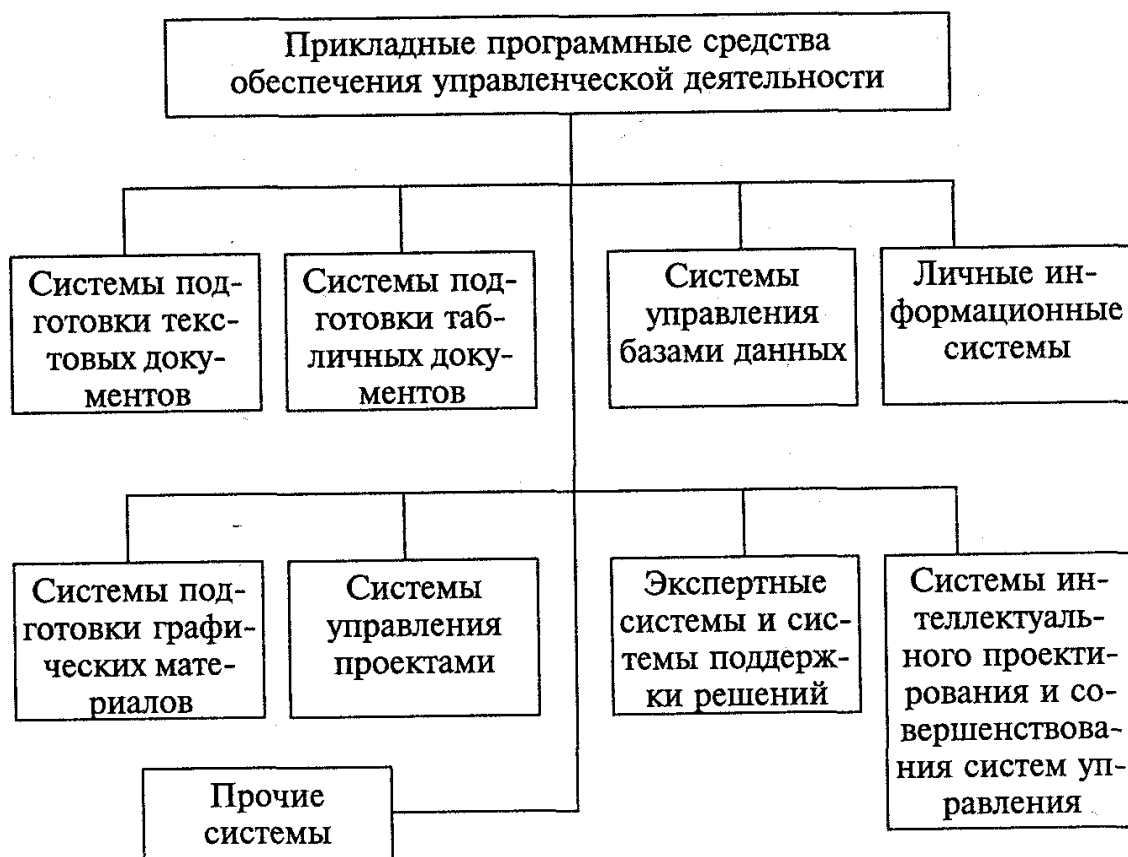 Прикладные программные средства
обеспечения управленческой деятельности
Системы под-
готовки текс-
товых доку-
ментов
Системы под-
готовки таб-
личных доку-
ментов
Системы
управления
базами данных
Личные ин-
формационные
системы
Системы под-
готовки графи-
ческих мате-
риалов
Системы
управления
проектами
Экспертные
системы и сис-
темы поддерж-
ки решений
Системы ин-
теллектуаль-
ного проекти-
рования и со-
вершенствова-
ния систем уп-
равления
Прочие
системы